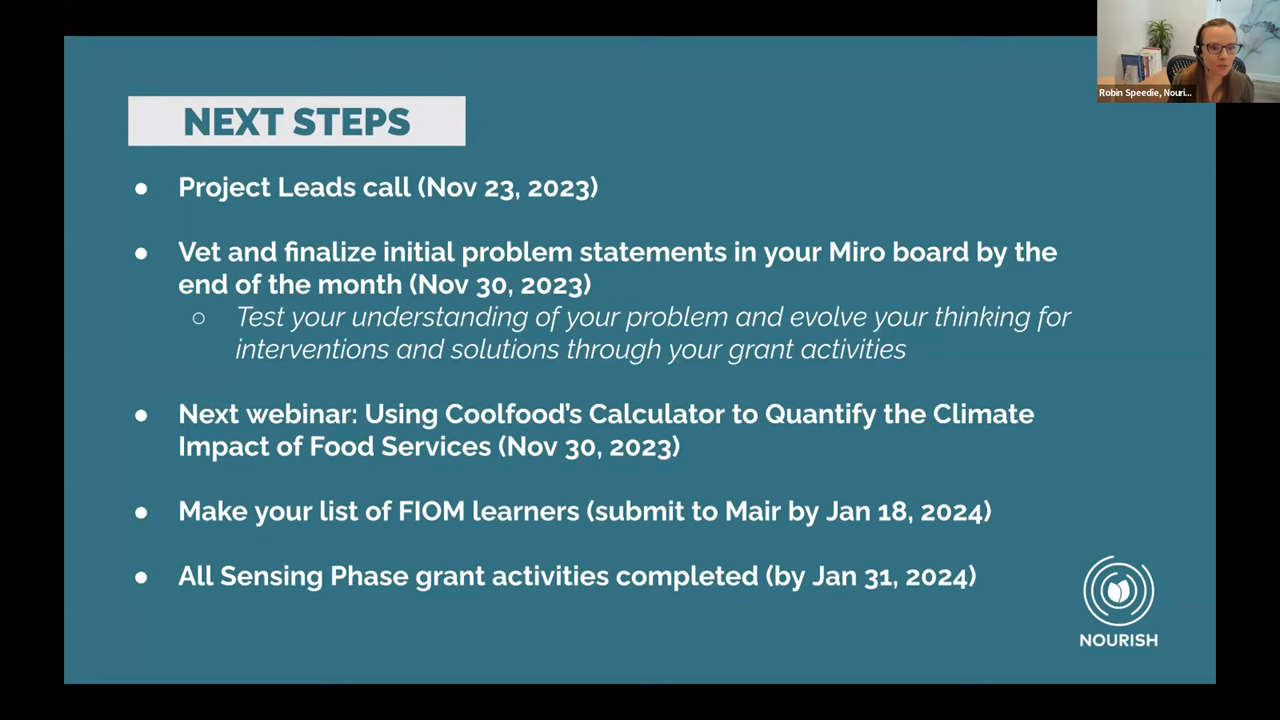 Robin Speedie, Nouri...
NEXT STEPS
● Project Leads call (Nov 23, 2023)
● Vet and finalize initial problem statements in your Miro board by the
end of the month (Nov 30, 2023)
○ Test your understanding of your problem and evolve your thinking for
interventions and solutions through your grant activities
● Next webinar: Using Coolfood's Calculator to Quantify the Climate
Impact of Food Services (Nov 30, 2023)
● Make your list of FIOM learners (submit to Mair by Jan 18, 2024)
● All Sensing Phase grant activities completed (by Jan 31, 2024)
NOURISH